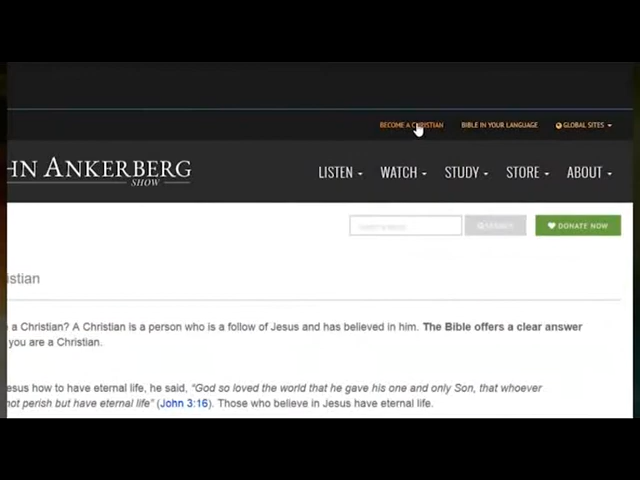 BECOME A CHRISTIAN BIBLE IN YOUR LANGUAGE GLOBAL SITES
HN ANKERBERG
SHOW
LISTEN WATCH STUDY STORE ABOUT
DONATE NOW
istian
a Christian? A Christian is a person who is a follow of Jesus and has believed in him. The Bible offers a clear answer
you are a Christian.
esus how to have eternal life, he said, “God so loved the world that he gave his one and only Son, that whoever
not perish but have eternal life” (John 3:16). Those who believe in Jesus have eternal life.